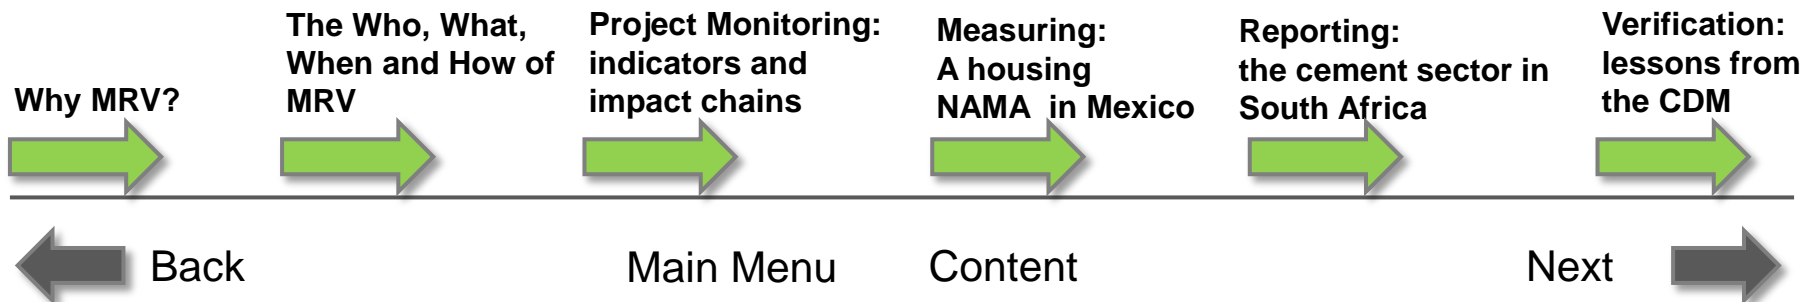 Why MRV?
The Who, What,
When and How of
MRV
Project Monitoring:
indicators and
impact chains
Measuring:
A housing
NAMA  in Mexico
Reporting:
the cement sector in
South Africa
Verification:
lessons from
the CDM
Back
Main Menu
Content
Next